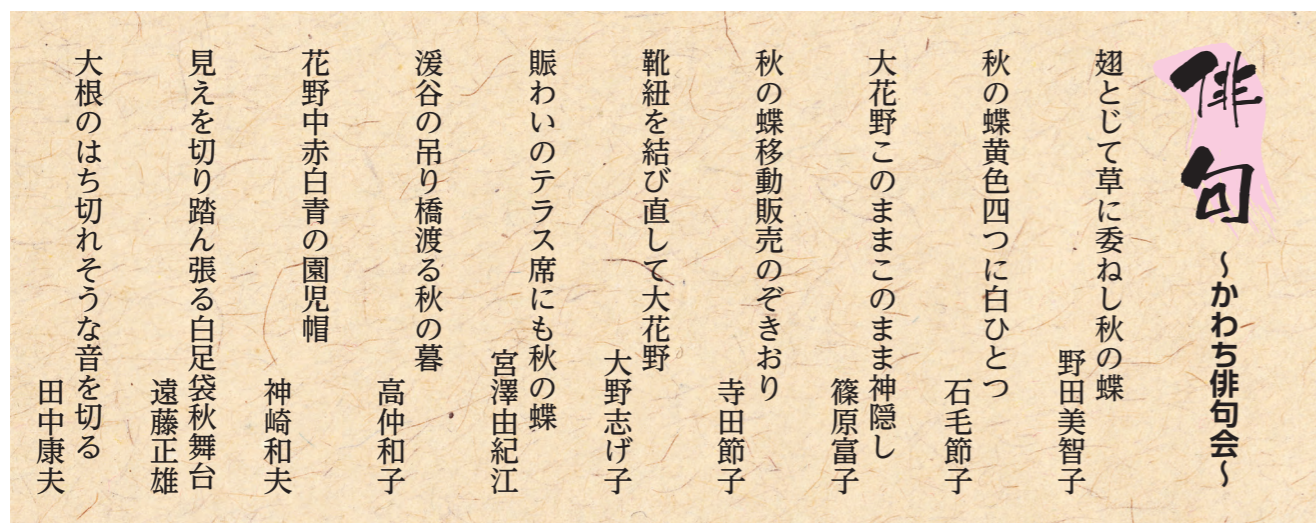 俳句
～かわち俳句会～
翅とじて草に委ねし秋の蝶
野田美智子
秋の蝶黄色四つに白ひとつ
石毛節子
大花野このままこのまま神隠し
篠原富子
秋の蝶移動販売のぞきおり
寺田節子
靴紐を結び直して大花野
大野志げ子
賑わいのテラス席にも秋の蝶
宮澤由紀江
湲谷の吊り橋渡る秋の暮
高仲和子
花野中赤白青の園児帽
神崎和夫
見えを切り踏ん張る白足袋秋舞台
遠藤正雄
大根のはち切れそうな音を切る
田中康夫